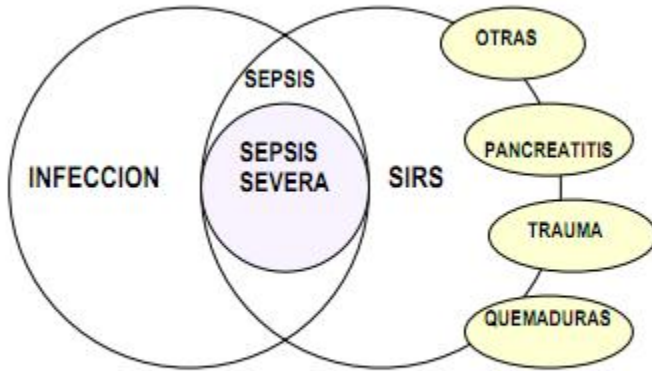 OTRAS
SEPSIS
PANCREATITIS
SEPSIS
SEVERA
INFECCION
SIRS
TRAUMA
QUEMADURAS